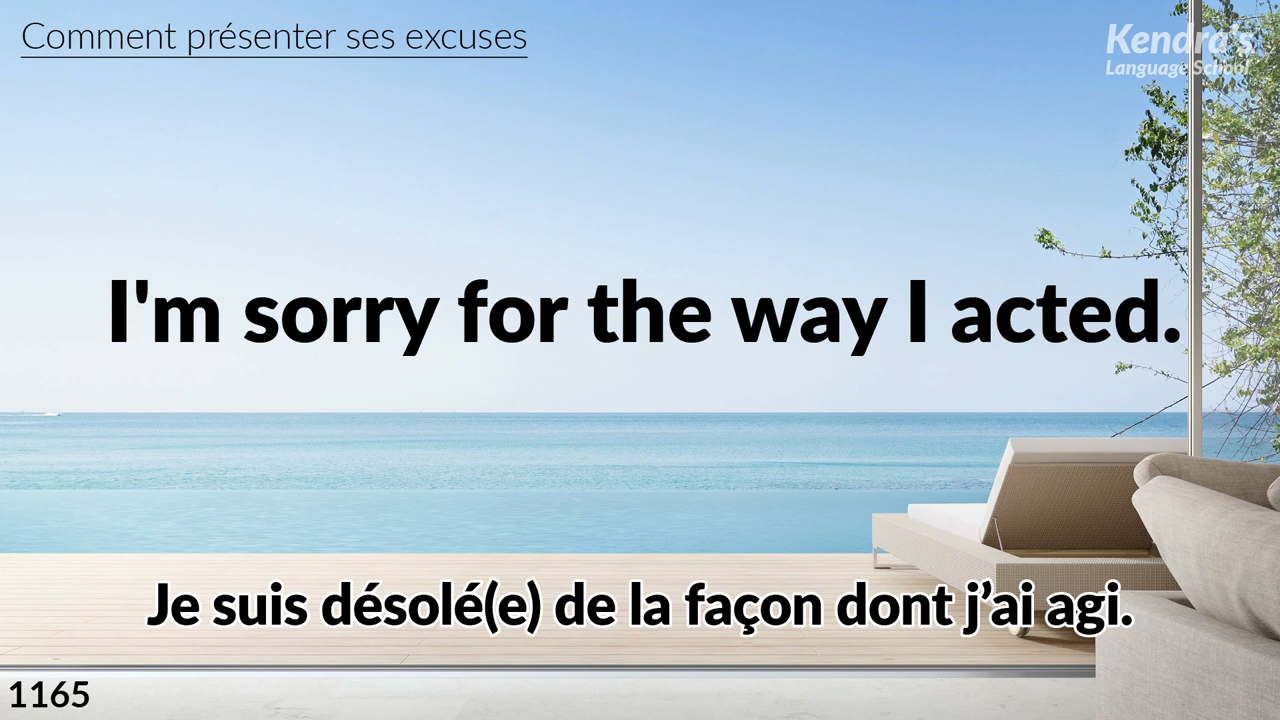 Comment présenter ses excuses
Kendra's
Language School
I'm sorry for the way I acted.
Je suis désolé(e) de la façon dont j’ai agi.
1165